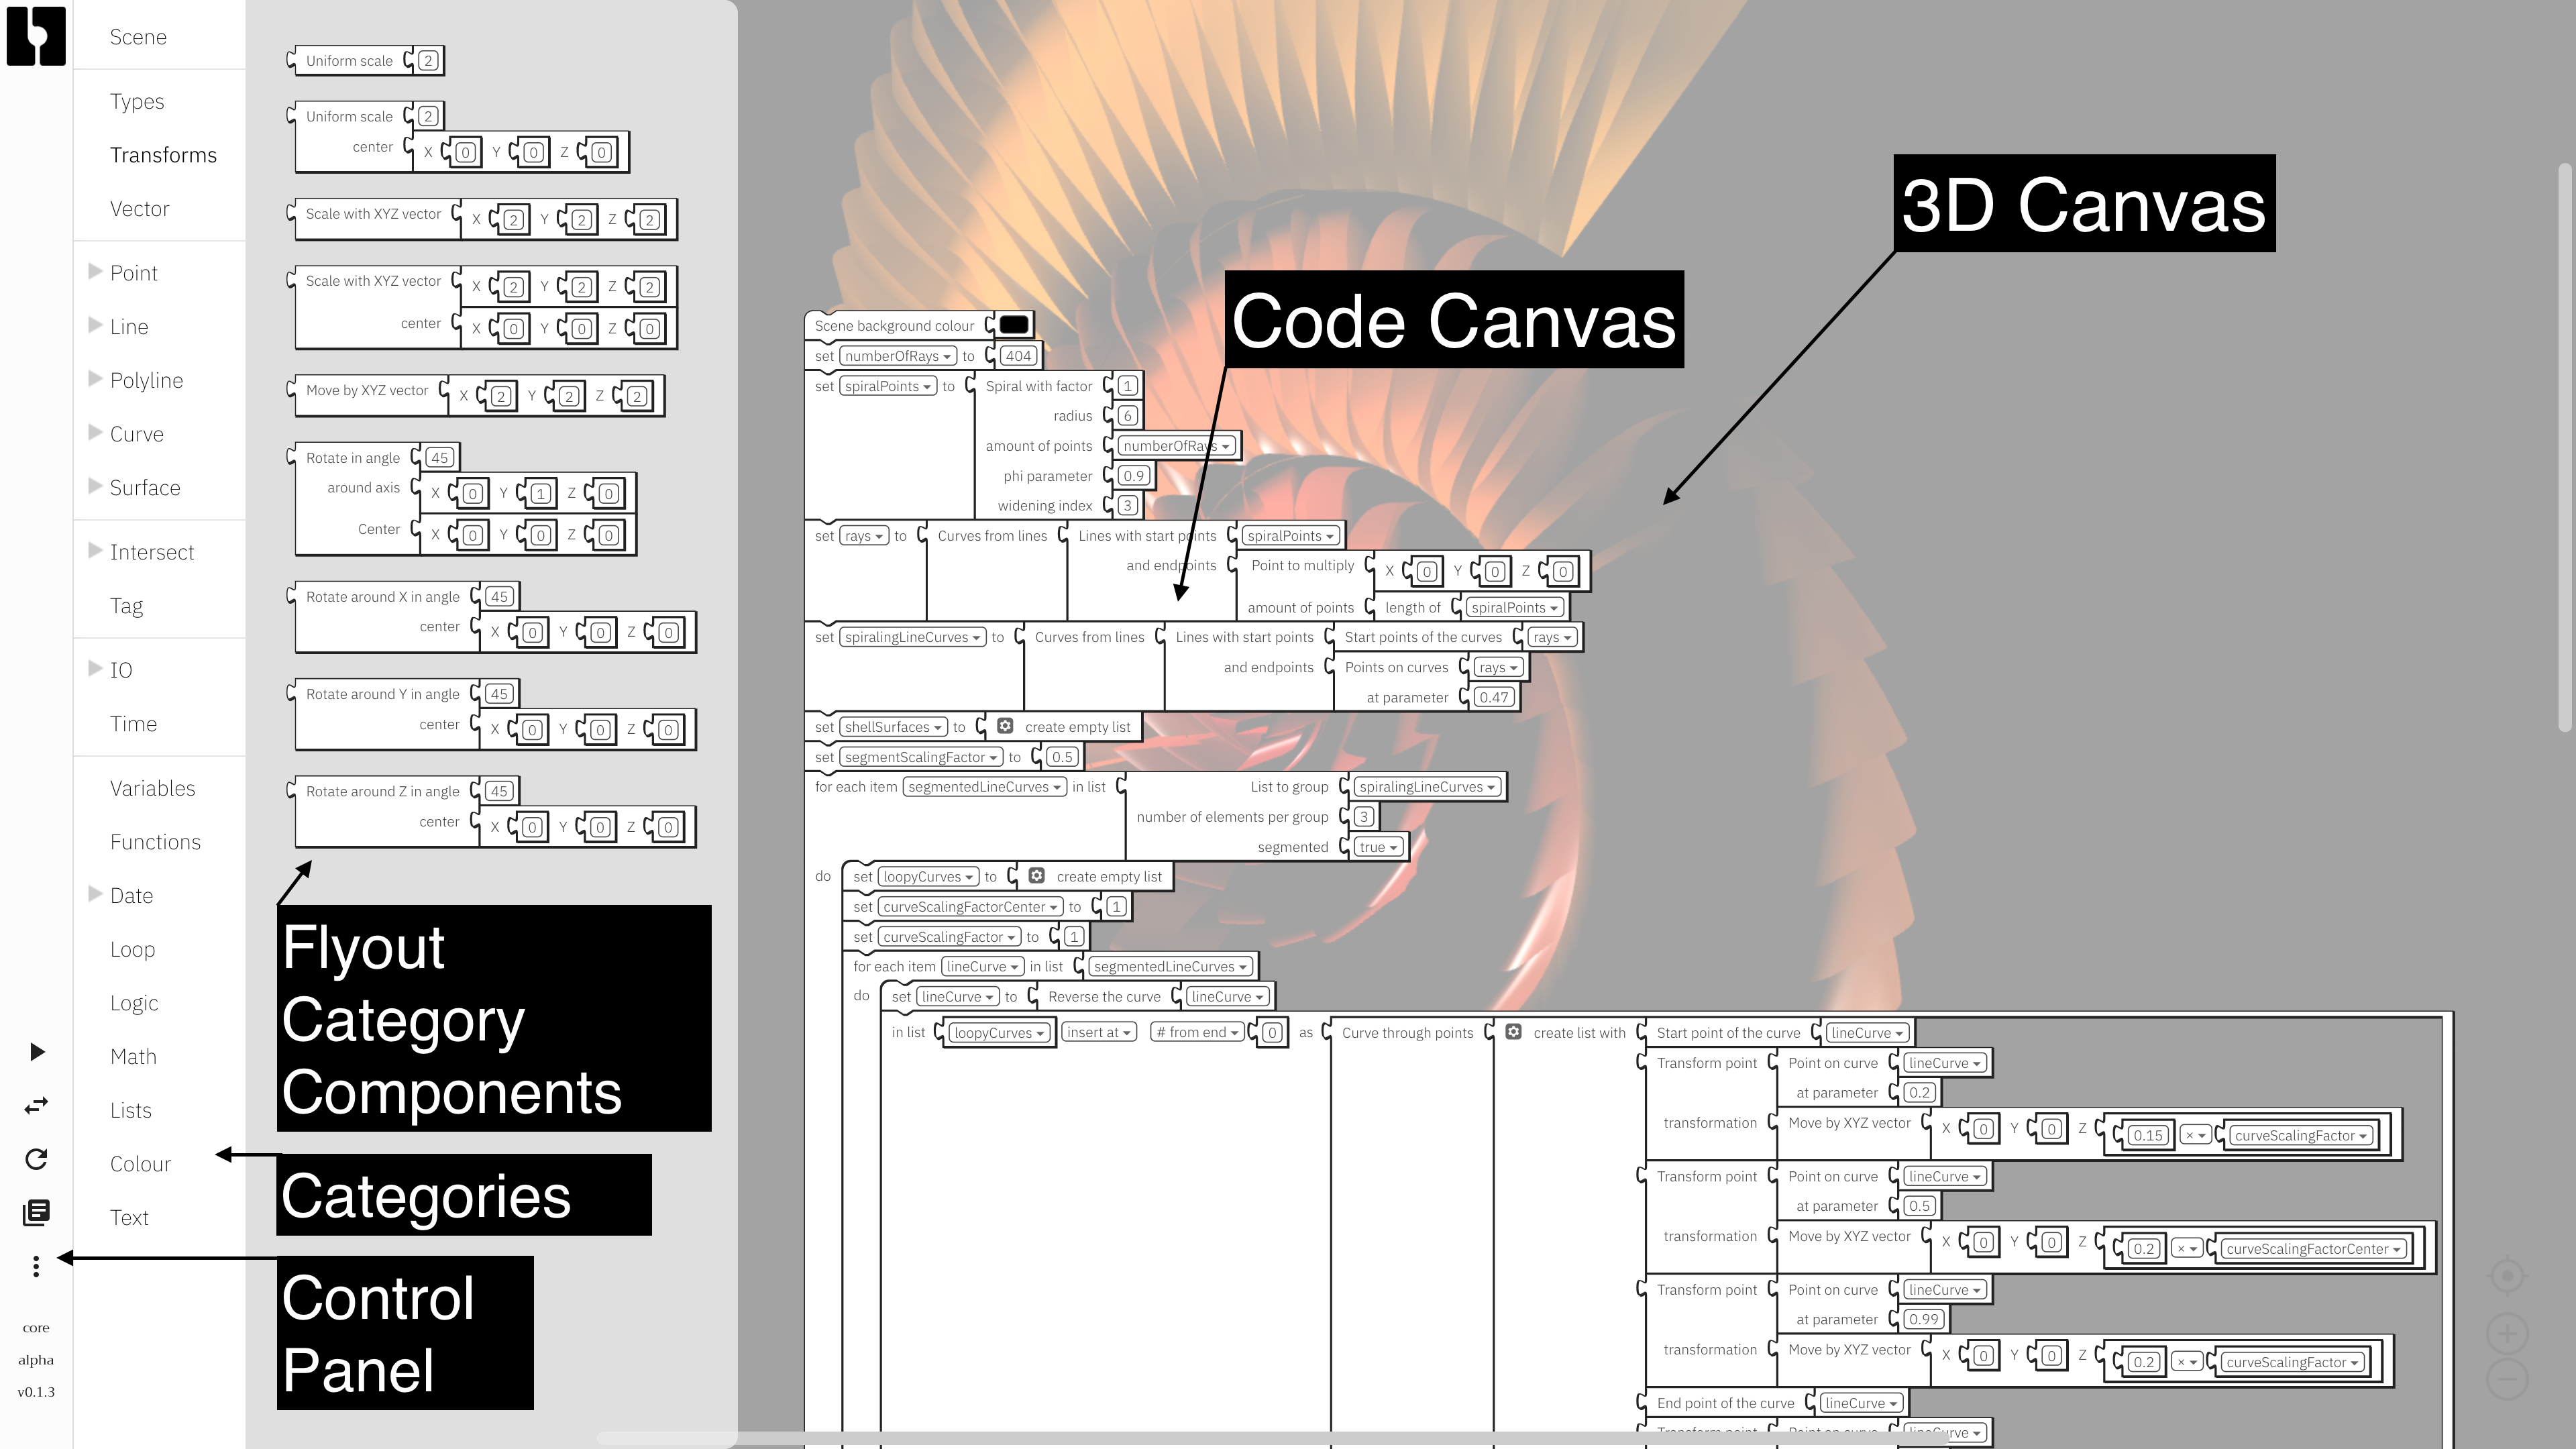 Scene
Types
Transforms
Vector
Point
Line
Polyline
Curve
Surface
Intersect
Tag
IO
Time
Variables
Functions
Date
Loop
Logic
Math
Lists
Colour
Text
core
alpha
v0.1.3
Uniform scale 2
Uniform scale 2
center X 0 Y 0 Z 0
Scale with XYZ vector X 2 Y 2 Z 2
Scale with XYZ vector X 2 Y 2 Z 2
center X 0 Y 0 Z 0
Move by XYZ vector X 2 Y 2 Z 2
Rotate in angle 45
around axis X 0 Y 1 Z 0
Center X 0 Y 0 Z 0
Rotate around X in angle 45
center X 0 Y 0 Z 0
Rotate around Y in angle 45
center X 0 Y 0 Z 0
Rotate around Z in angle 45
center X 0 Y 0 Z 0
Flyout
Category
Components
Categories
Control
Panel
3D Canvas
Code Canvas
Scene background colour
set numberOfRays to 404
set spiralPoints to Spiral with factor 1
radius 6
amount of points numberOfRays
phi parameter 0.9
widening index 3
set rays to Curves from lines Lines with start points spiralPoints
and endpoints Point to multiply X 0 Y 0 Z 0
amount of points length of spiralPoints
set spiralingLineCurves to Curves from lines Lines with start points Start points of the curves rays
and endpoints Points on curves rays
at parameter 0.47
set shellSurfaces to create empty list
set segmentScalingFactor to 0.5
for each item segmentedLineCurves in list List to group spiralingLineCurves
number of elements per group 3
segmented true
do set loopyCurves to create empty list
set curveScalingFactorCenter to 1
set curveScalingFactor to 1
for each item lineCurve in list segmentedLineCurves
do set lineCurve to Reverse the curve lineCurve
in list loopyCurves insert at # from end 0 as Curve through points create list with Start point of the curve lineCurve
Transform point Point on curve lineCurve
at parameter 0.2
transformation Move by XYZ vector X 0 Y 0 Z 0.15 × curveScalingFactor
Transform point Point on curve lineCurve
at parameter 0.5
transformation Move by XYZ vector X 0 Y 0 Z 0.2 × curveScalingFactorCenter
Transform point Point on curve lineCurve
at parameter 0.99
transformation Move by XYZ vector X 0 Y 0 Z 0.2 × curveScalingFactor
End point of the curve lineCurve
Transform point Point on curve lineCurve